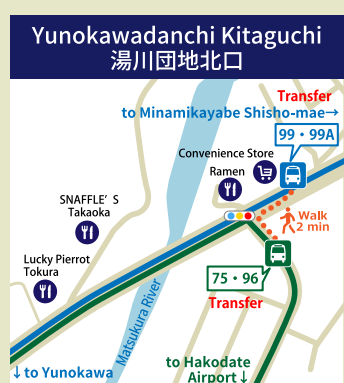 Yunokawadanchi Kitaguchi
湯川団地北口
Transfer
to Minamikayabe Shisho-mae→
99・99A
Convenience Store
Ramen
SNAFFLE'S
Takaoka
Walk
2 min
Lucky Pierrot
Tokura
75・96
Transfer
Matsukura River
↓to Yunokawa
to Hakodate
Airport↓